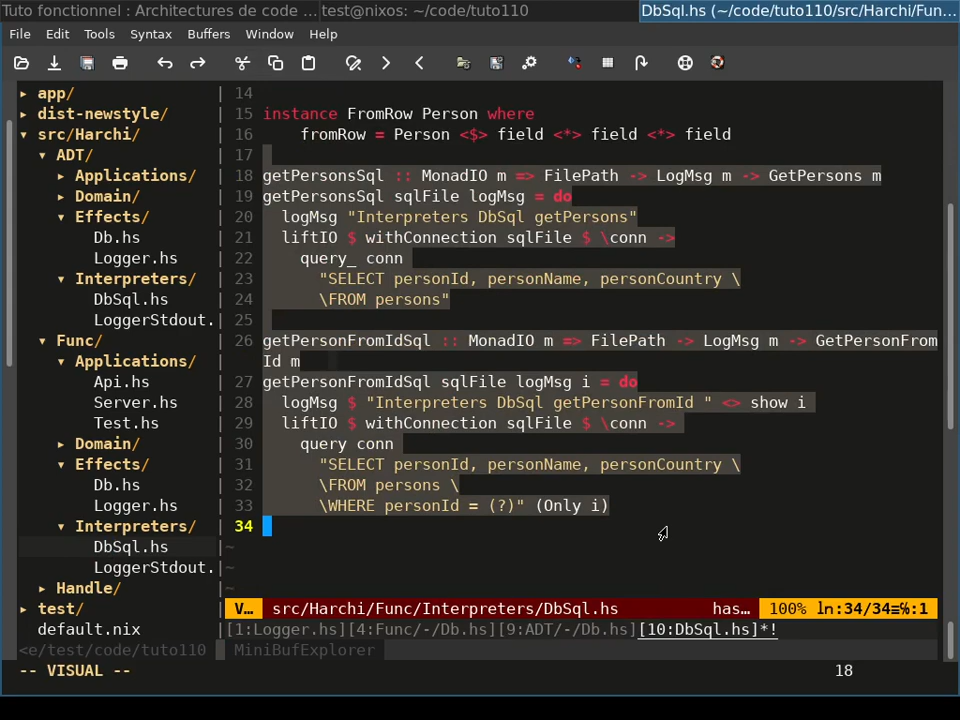 Tuto fonctionnel : Architectures de code ... test@nixos: ~/code/tuto110 DbSql.hs (~/code/tuto110/src/Harchi/Fun...
File Edit Tools Syntax Buffers Window Help
▸ app/
▸ dist-newstyle/
▾ src/Harchi/
▾ ADT/
▸ Applications/
▸ Domain/
▾ Effects/
Db.hs
Logger.hs
▾ Interpreters/
DbSql.hs
LoggerStdout.
▾ Func/
▾ Applications/
Api.hs
Server.hs
Test.hs
▸ Domain/
▾ Effects/
Db.hs
Logger.hs
▾ Interpreters/
DbSql.hs
LoggerStdout.
▸ Handle/
▸ test/
default.nix
<e/test/code/tuto110
14
15 instance FromRow Person where
16 fromRow = Person <$> field <*> field <*> field
17
18 getPersonsSql :: MonadIO m => FilePath -> LogMsg m -> GetPersons m
19 getPersonsSql sqlFile logMsg = do
20 logMsg "Interpreters DbSql getPersons"
21 liftIO $ withConnection sqlFile $ \conn ->
22 query_ conn
23 "SELECT personId, personName, personCountry \
24 \FROM persons"
25
26 getPersonFromIdSql :: MonadIO m => FilePath -> LogMsg m -> GetPersonFrom
Id m
27 getPersonFromIdSql sqlFile logMsg i = do
28 logMsg $ "Interpreters DbSql getPersonFromId " <> show i
29 liftIO $ withConnection sqlFile $ \conn ->
30 query conn
31 "SELECT personId, personName, personCountry \
32 \FROM persons \
33 \WHERE personId = (?)" (Only i)
34
~
~
~
V… src/Harchi/Func/Interpreters/DbSql.hs has… 100% ln:34/34≡℅:1
[1:Logger.hs][4:Func/-/Db.hs][9:ADT/-/Db.hs][10:DbSql.hs]*!
MiniBufExplorer
-- VISUAL -- 18